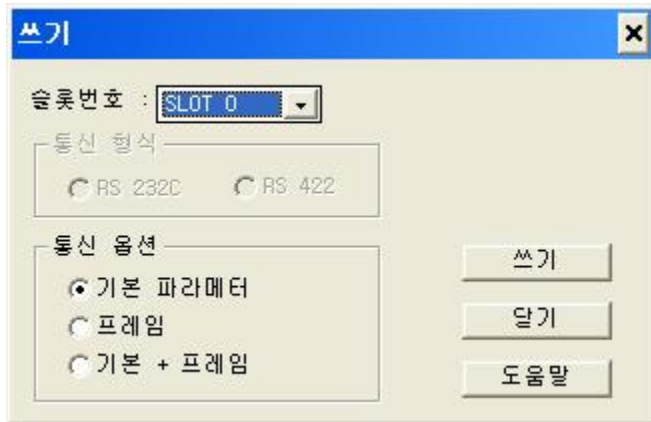 쓰기
슬롯번호 : SLOT 0
통신 형식
RS 232C RS 422
통신 옵션
기본 파라메터
프레임
기본 + 프레임
쓰기
닫기
도움말